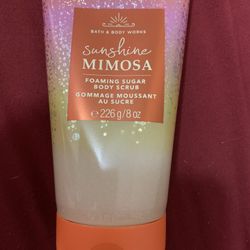 BATH & BODY WORKS
sunshine
MIMOSA
FOAMING SUGAR
BODY SCRUB
GOMMAGE MOUSSANT
AU SUCRE
e 226 g/8 oz